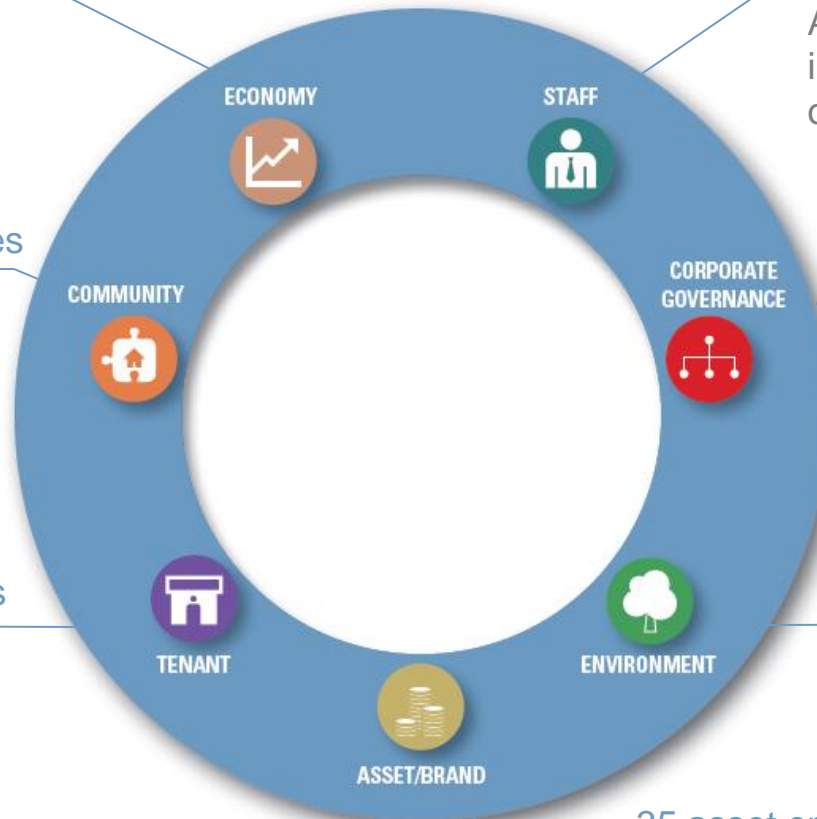 ECONOMY
STAFF
CORPORATE
GOVERNANCE
COMMUNITY
TENANT
ENVIRONMENT
ASSET/BRAND